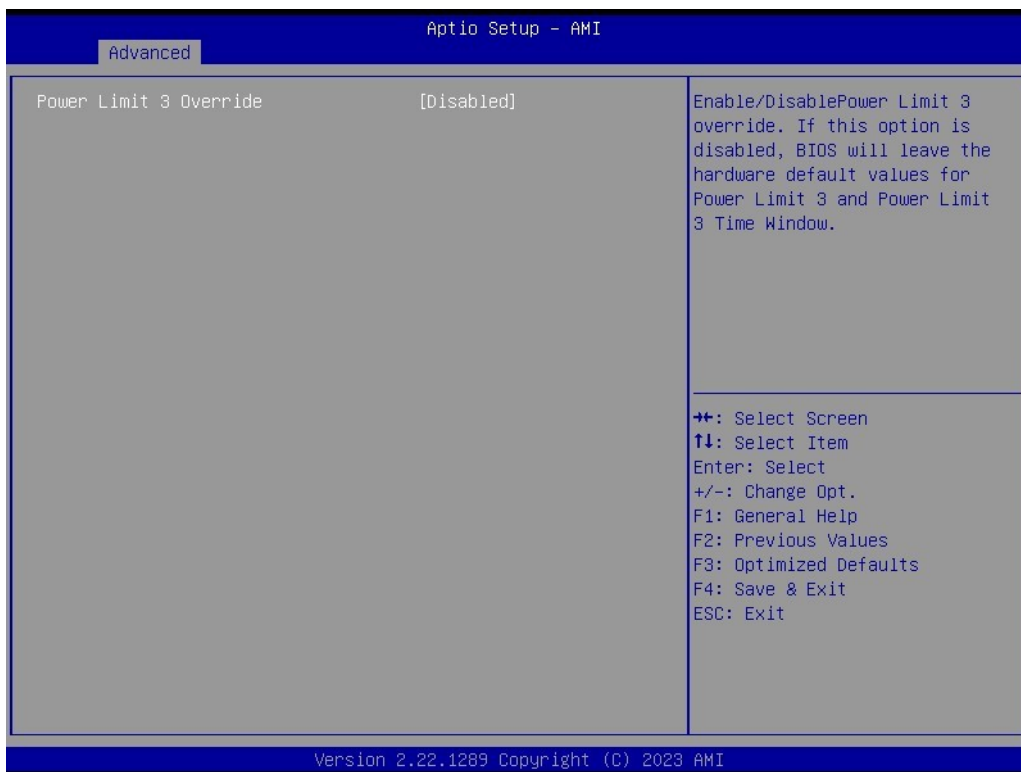 Aptio Setup – AMI
Advanced
Power Limit 3 Override [Disabled]
Enable/DisablePower Limit 3
override. If this option is
disabled, BIOS will leave the
hardware default values for
Power Limit 3 and Power Limit
3 Time Window.
→←: Select Screen
↑↓: Select Item
Enter: Select
+/-: Change Opt.
F1: General Help
F2: Previous Values
F3: Optimized Defaults
F4: Save & Exit
ESC: Exit
Version 2.22.1289 Copyright (C) 2023 AMI